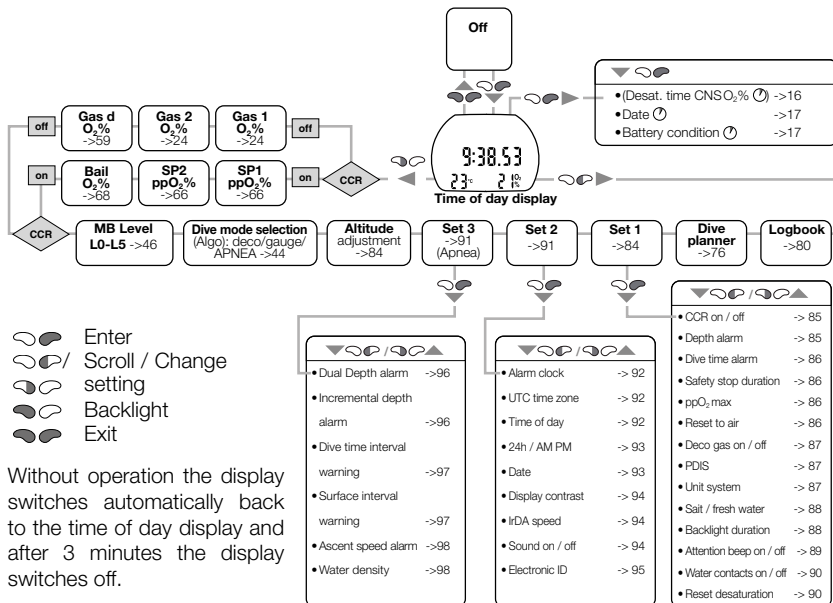 Off
•(Desat. time CNSO₂% ) ->16
•Date ->17
•Battery condition ->17
off
Gas d
O₂%
->59
Gas 2
O₂%
->24
Gas 1
O₂%
->24
off
9:38.53
23°C 21 O₂%
Time of day display
on
Bail
O₂%
->68
SP2
ppO₂%
->66
SP1
ppO₂%
->66
on
CCR
CCR
MB Level
L0-L5 ->46
Dive mode selection
(Algo): deco/gauge/
APNEA ->44
Altitude
adjustment
->84
Set 3
->91
(Apnea)
Set 2
->91
Set 1
->84
Dive
planner
->76
Logbook
->80
Enter
/ Scroll / Change
setting
Backlight
Exit
Without operation the display
switches automatically back
to the time of day display and
after 3 minutes the display
switches off.
/
•Dual Depth alarm ->96
•Incremental depth
alarm ->96
•Dive time interval
warning ->97
•Surface interval
warning ->97
•Ascent speed alarm ->98
•Water density ->98
/
•Alarm clock -> 92
•UTC time zone -> 92
•Time of day -> 92
•24h / AM PM -> 93
•Date -> 93
•Display contrast -> 94
•IrDA speed -> 94
•Sound on / off -> 94
•Electronic ID -> 95
/
•CCR on / off -> 85
•Depth alarm -> 85
•Dive time alarm -> 86
•Safety stop duration -> 86
•ppO₂max -> 86
•Reset to air -> 86
•Deco gas on / off -> 87
•PDIS -> 87
•Unit system -> 87
•Salt / fresh water -> 88
•Backlight duration -> 88
•Attention beep on / off -> 89
•Water contacts on / off -> 90
•Reset desaturation -> 90